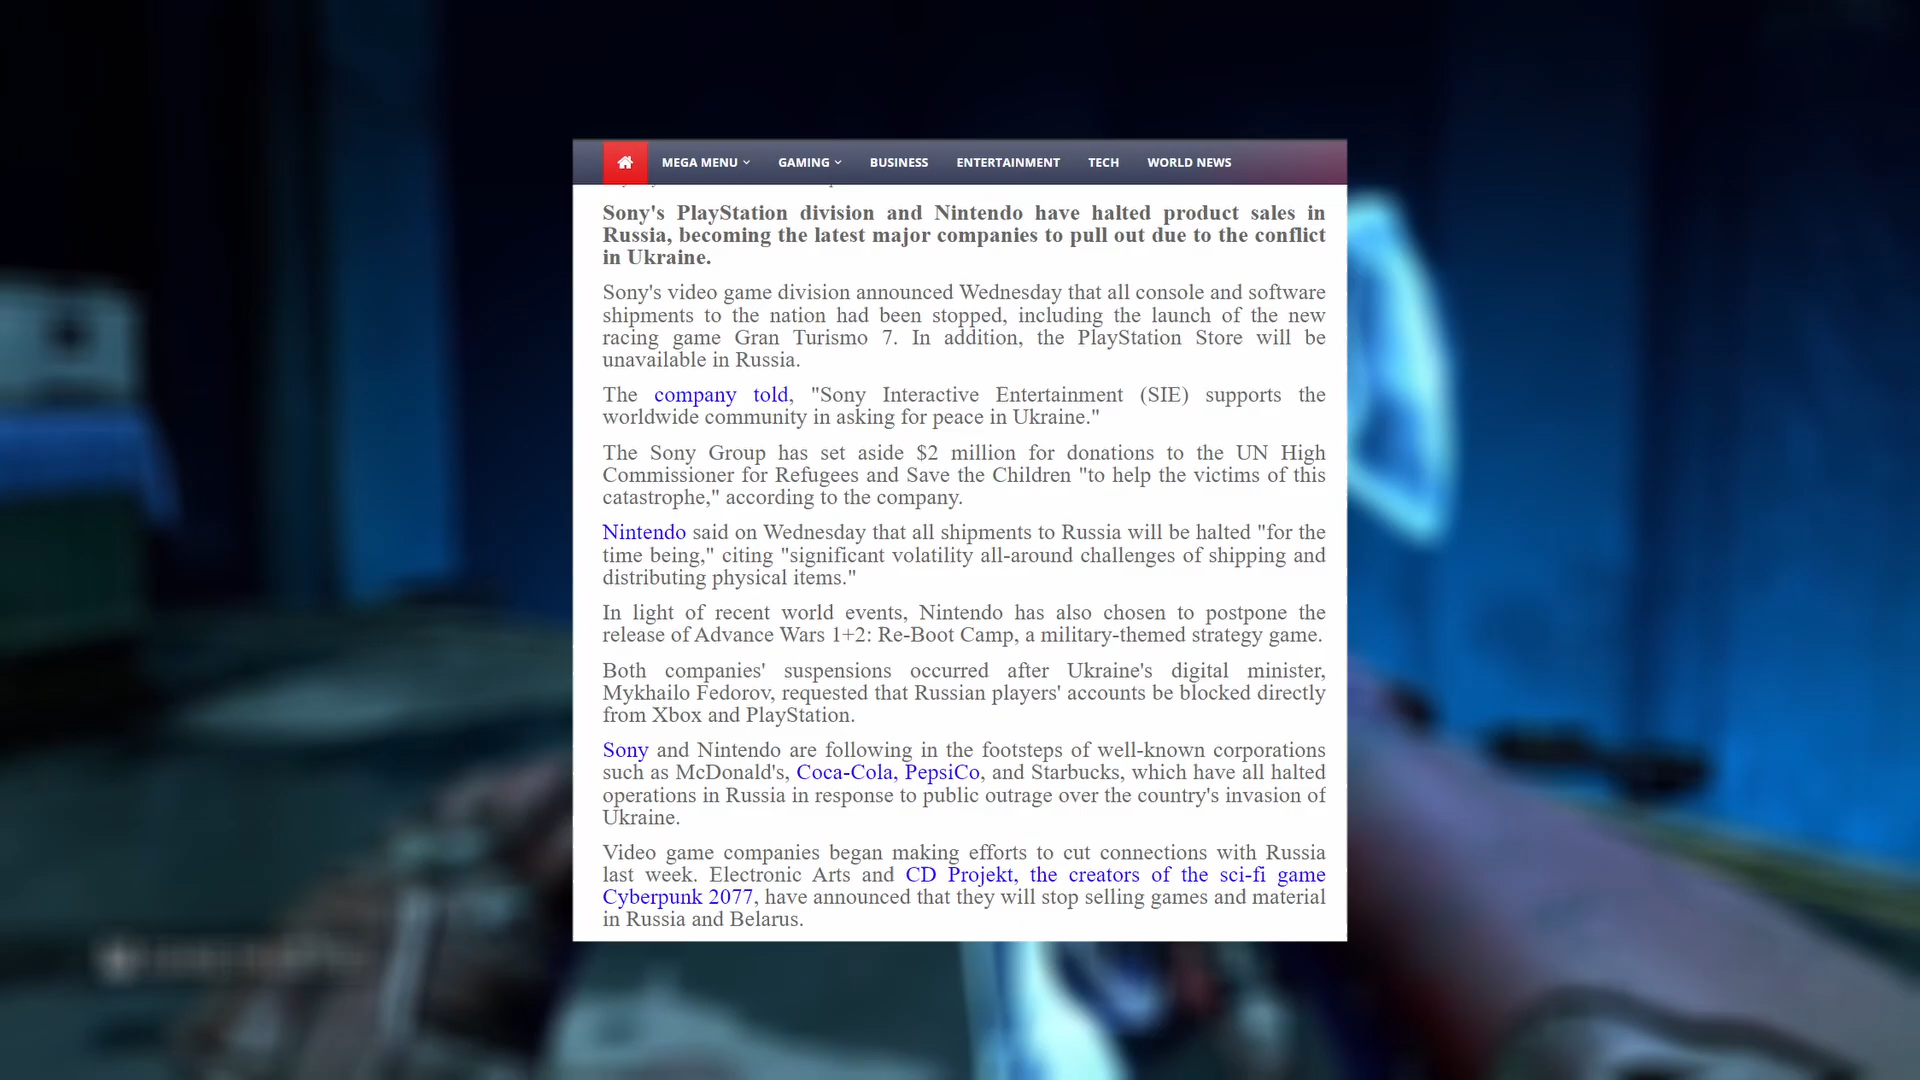 MEGA MENU GAMING BUSINESS ENTERTAINMENT TECH WORLD NEWS
Sony's PlayStation division and Nintendo have halted product sales in
Russia, becoming the latest major companies to pull out due to the conflict
in Ukraine.
Sony's video game division announced Wednesday that all console and software
shipments to the nation had been stopped, including the launch of the new
racing game Gran Turismo 7. In addition, the PlayStation Store will be
unavailable in Russia.
The company told, "Sony Interactive Entertainment (SIE) supports the
worldwide community in asking for peace in Ukraine."
The Sony Group has set aside $2 million for donations to the UN High
Commissioner for Refugees and Save the Children "to help the victims of this
catastrophe," according to the company.
Nintendo said on Wednesday that all shipments to Russia will be halted "for the
time being," citing "significant volatility all-around challenges of shipping and
distributing physical items."
In light of recent world events, Nintendo has also chosen to postpone the
release of Advance Wars 1+2: Re-Boot Camp, a military-themed strategy game.
Both companies' suspensions occurred after Ukraine's digital minister,
Mykhailo Fedorov, requested that Russian players' accounts be blocked directly
from Xbox and PlayStation.
Sony and Nintendo are following in the footsteps of well-known corporations
such as McDonald's, Coca-Cola, PepsiCo, and Starbucks, which have all halted
operations in Russia in response to public outrage over the country's invasion of
Ukraine.
Video game companies began making efforts to cut connections with Russia
last week. Electronic Arts and CD Projekt, the creators of the sci-fi game
Cyberpunk 2077, have announced that they will stop selling games and material
in Russia and Belarus.